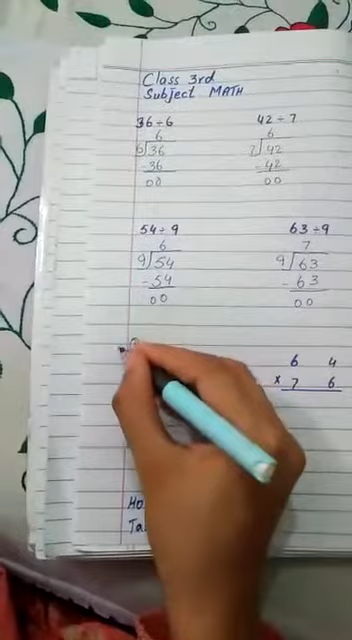 Class 3rd
Subject MATH
36 ÷ 6
6
6)36
-36
00
42 ÷ 7
6
7)42
-42
00
54 ÷ 9
6
9)54
-54
00
63 ÷ 9
7
9)63
-63
00
6 4
x 7 6